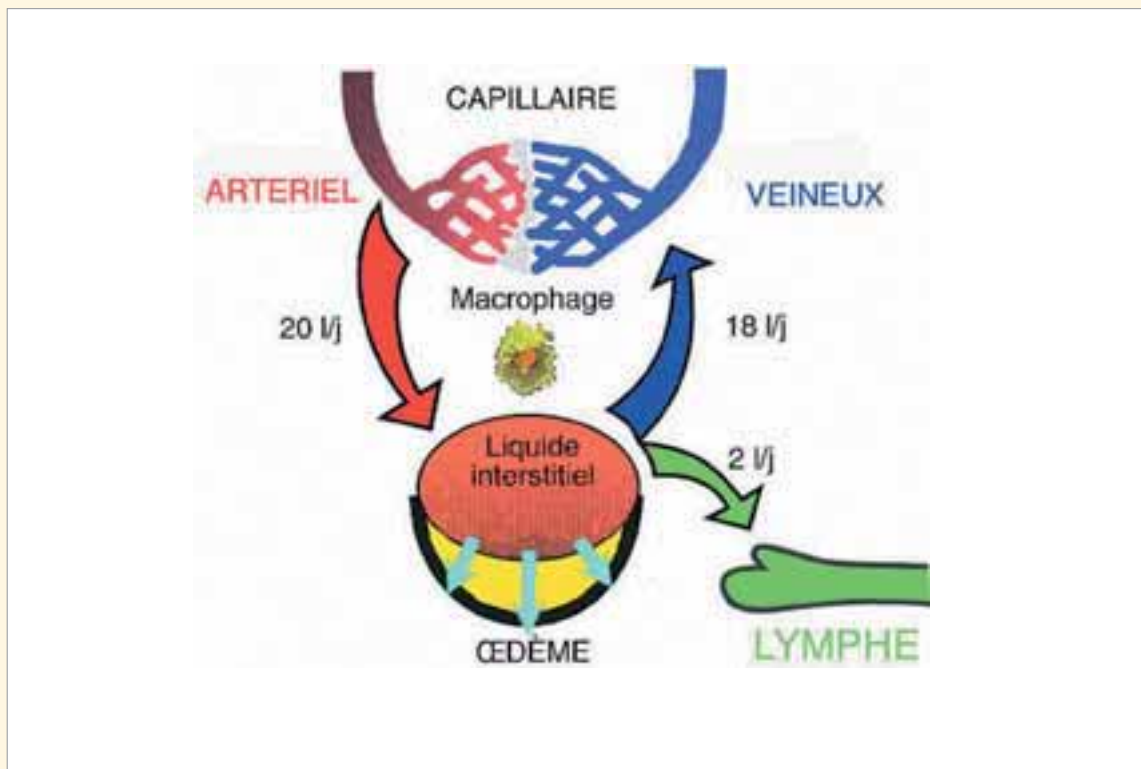 CAPILLAIRE
ARTERIEL
VEINEUX
Macrophage
20 l/j
18 l/j
Liquide
interstitiel
2 l/j
ŒDÈME
LYMPHE